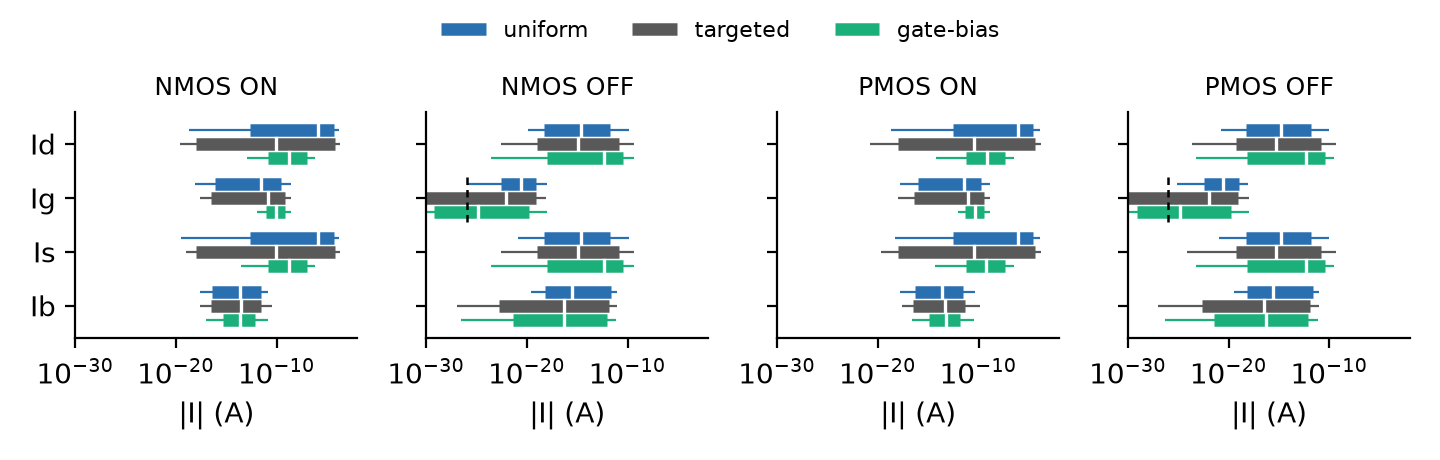 uniform targeted gate-bias
NMOS ON NMOS OFF PMOS ON PMOS OFF
Id
Ig
Is
Ib
10⁻³⁰ 10⁻²⁰ 10⁻¹⁰ 10⁻³⁰ 10⁻²⁰ 10⁻¹⁰ 10⁻³⁰ 10⁻²⁰ 10⁻¹⁰ 10⁻³⁰ 10⁻²⁰ 10⁻¹⁰
|I| (A) |I| (A) |I| (A) |I| (A)